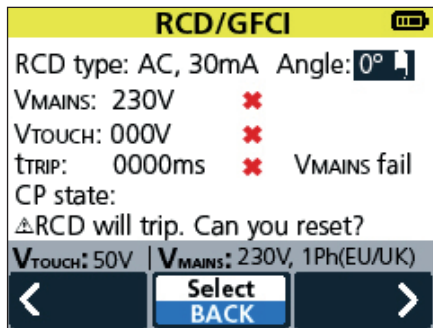 RCD/GFCI
RCD type: AC, 30mA Angle: 0°
VMAINS: 230V ✖
VTOUCH: 000V ✖
tTRIP: 0000ms ✖ VMAINS fail
CP state:
⚠RCD will trip. Can you reset?
VTOUCH: 50V | VMAINS: 230V, 1Ph(EU/UK)
< Select >
BACK